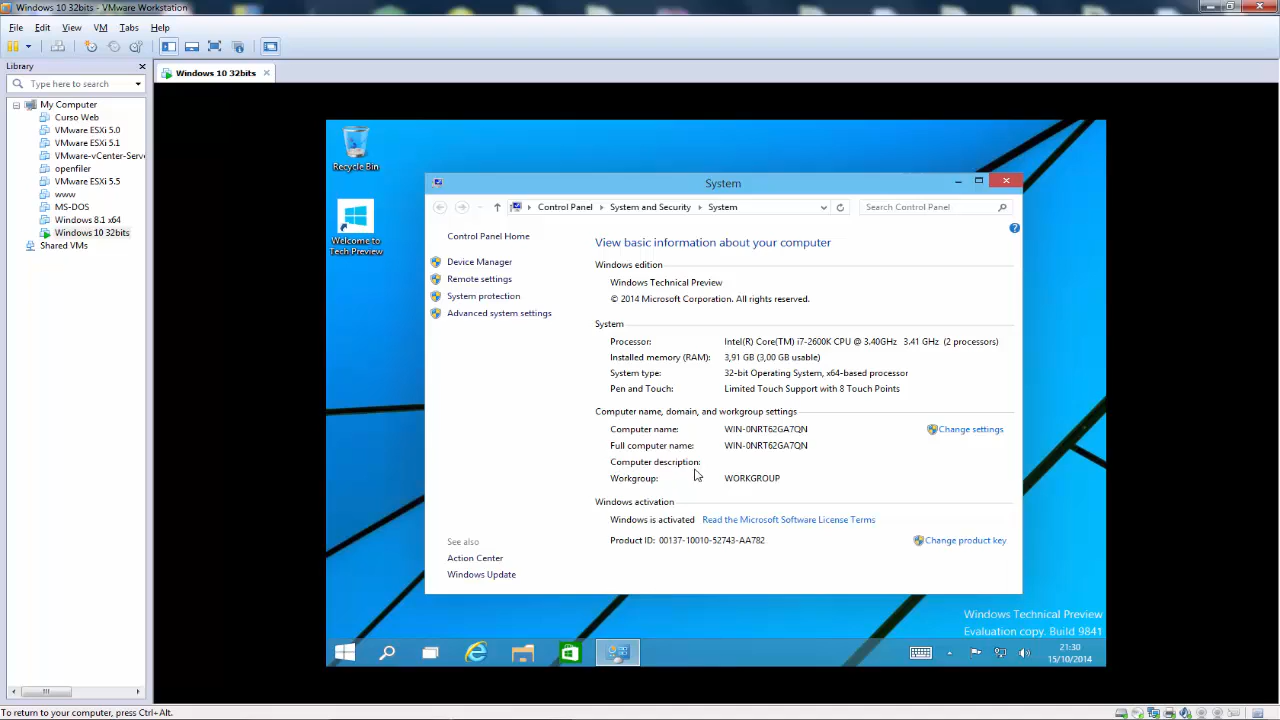 Windows 10 32bits - VMware Workstation
File Edit View VM Tabs Help
Library
Type here to search
My Computer
Curso Web
VMware ESXi 5.0
VMware ESXi 5.1
VMware-vCenter-Serve
openfiler
VMware ESXi 5.5
www
MS-DOS
Windows 8.1 x64
Windows 10 32bits
Shared VMs
Windows 10 32bits
Recycle Bin
Welcome to
Tech Preview
System
Control Panel System and Security System
Search Control Panel
Control Panel Home
Device Manager
Remote settings
System protection
Advanced system settings
See also
Action Center
Windows Update
View basic information about your computer
Windows edition
Windows Technical Preview
© 2014 Microsoft Corporation. All rights reserved.
System
Processor: Intel(R) Core(TM) i7-2600K CPU @ 3.40GHz 3.41 GHz (2 processors)
Installed memory (RAM): 3,91 GB (3,00 GB usable)
System type: 32-bit Operating System, x64-based processor
Pen and Touch: Limited Touch Support with 8 Touch Points
Computer name, domain, and workgroup settings
Computer name: WIN-0NRT62GA7QN
Change settings
Full computer name: WIN-0NRT62GA7QN
Computer description:
Workgroup: WORKGROUP
Windows activation
Windows is activated Read the Microsoft Software License Terms
Product ID: 00137-10010-52743-AA782
Change product key
Windows Technical Preview
Evaluation copy. Build 9841
21:30
15/10/2014
To return to your computer, press Ctrl+Alt.